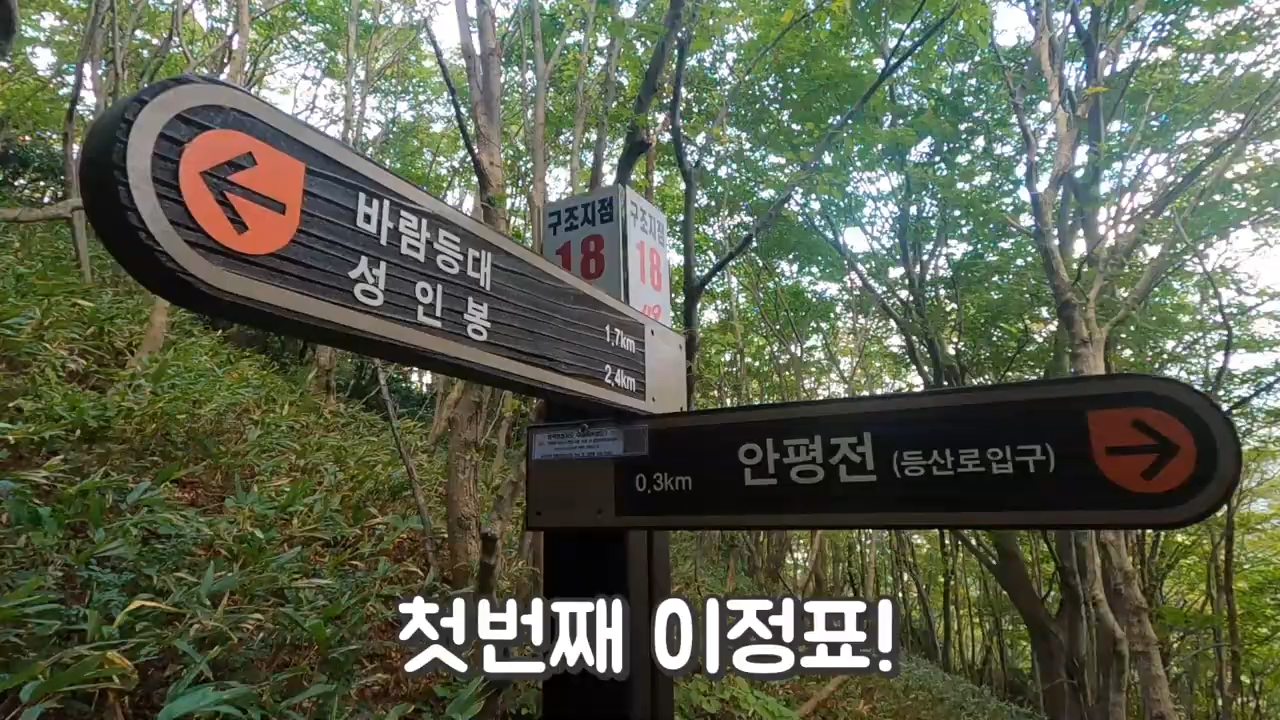 바람등대
성인봉
1,7km
2,4km
구조지점
18
구조지점
18
0,3km 안평전 (등산로입구)
첫번째 이정표!